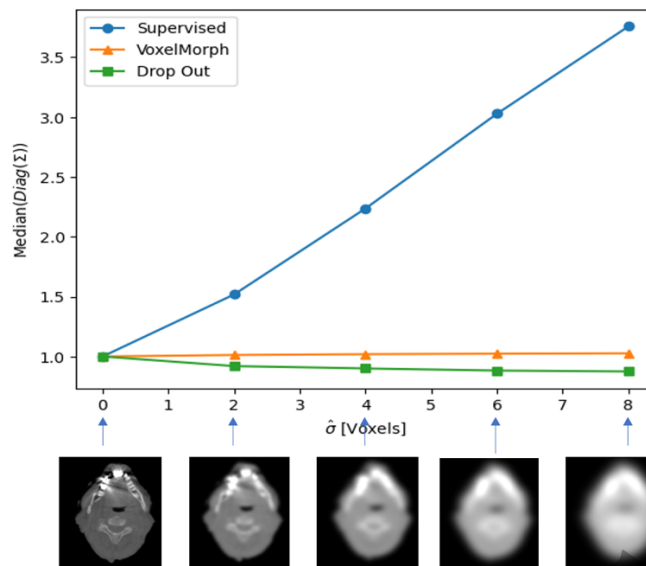 Supervised
VoxelMorph
Drop Out
Median(Diag(Σ))
3.5
3.0
2.5
2.0
1.5
1.0
0 1 2 3 4 5 6 7 8
σ̂ [Voxels]